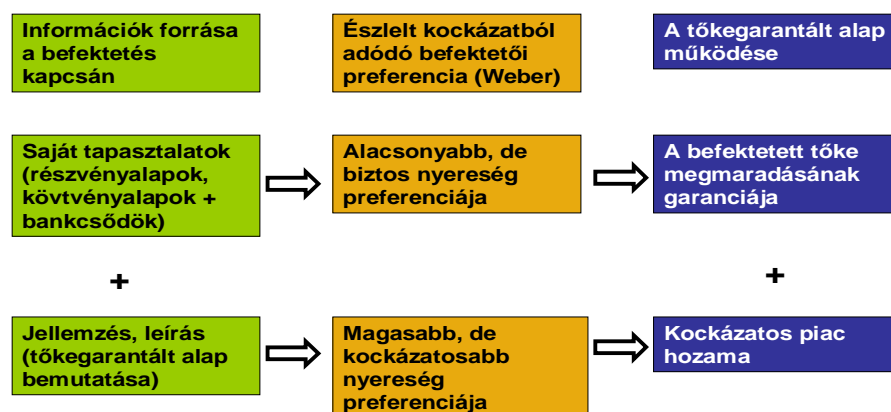 Információk forrása
a befektetés
kapcsán
Észlelt kockázatból
adódó befektetői
preferencia (Weber)
A tőkegarantált alap
működése
Saját tapasztalatok
(részvényalapok,
kövtvényalapok +
bankcsődök)
Alacsonyabb, de
biztos nyereség
preferenciája
A befektetett tőke
megmaradásának
garanciája
+
+
Jellemzés, leírás
(tőkegarantált alap
bemutatása)
Magasabb, de
kockázatosabb
nyereség
preferenciája
Kockázatos piac
hozama